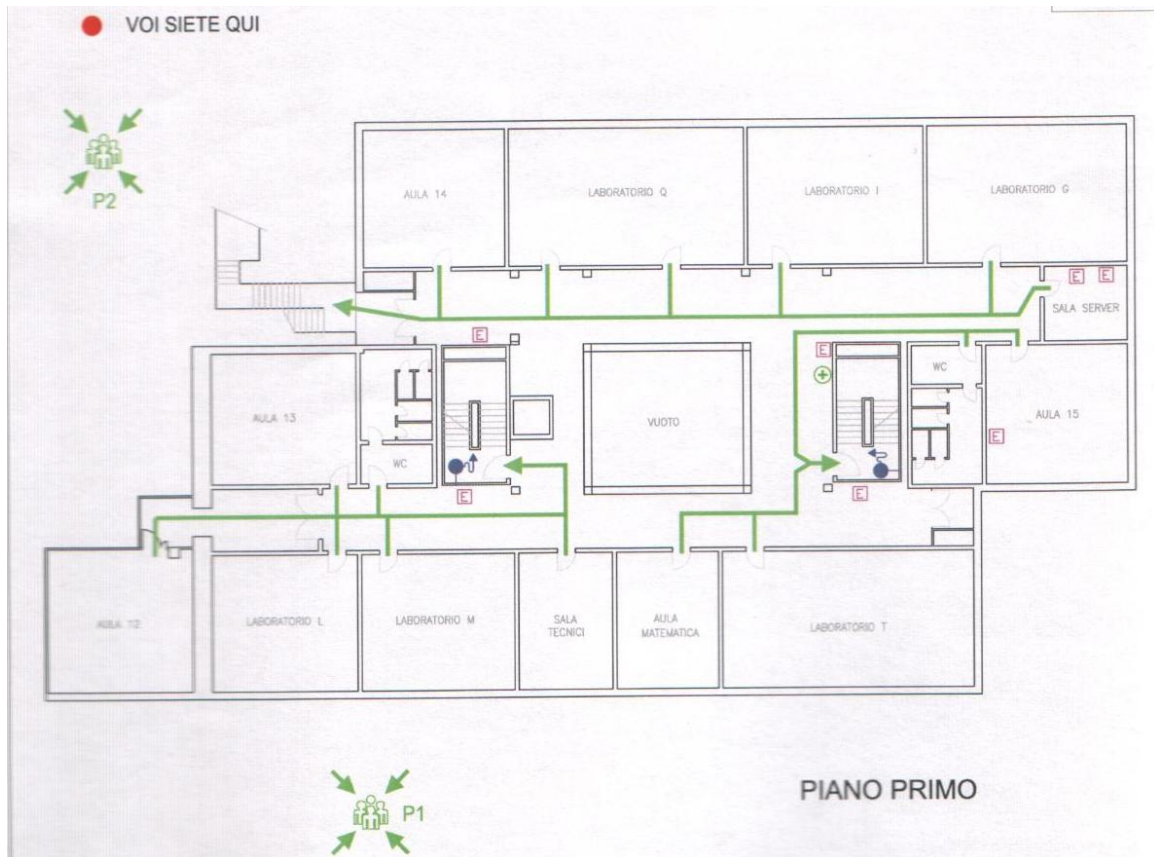 VOI SIETE QUI
P2
AULA 14
LABORATORIO Q
LABORATORIO I
LABORATORIO G
E
E
SALA SERVER
E
E
WC
AULA 13
VUOTO
AULA 15
E
WC
E
E
AULA 12
LABORATORIO L
LABORATORIO M
SALA
TECNICI
AULA
MATEMATICA
LABORATORIO T
PIANO PRIMO
P1